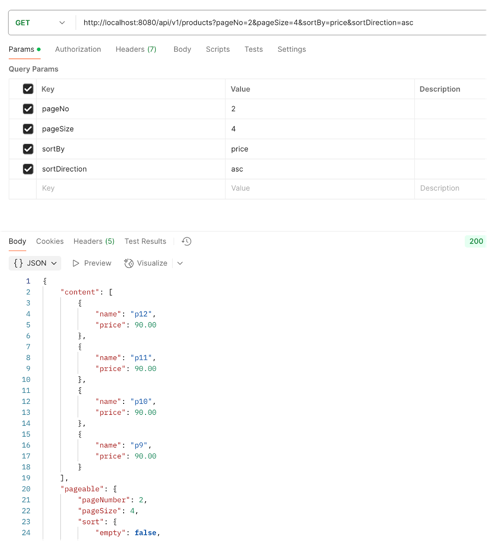 GET http://localhost:8080/api/v1/products?pageNo=2&pageSize=4&sortBy=price&sortDirection=asc
Params Authorization Headers (7) Body Scripts Tests Settings
Query Params
Key Value Description
pageNo 2
pageSize 4
sortBy price
sortDirection asc
Key Value Description
Body Cookies Headers (5) Test Results 200
{} JSON Preview Visualize
1 {
2 "content": [
3 {
4 "name": "p12",
5 "price": 90.00
6 },
7 {
8 "name": "p11",
9 "price": 90.00
10 },
11 {
12 "name": "p10",
13 "price": 90.00
14 },
15 {
16 "name": "p9",
17 "price": 90.00
18 }
19 ],
20 "pageable": {
21 "pageNumber": 2,
22 "pageSize": 4,
23 "sort": {
24 "empty": false,